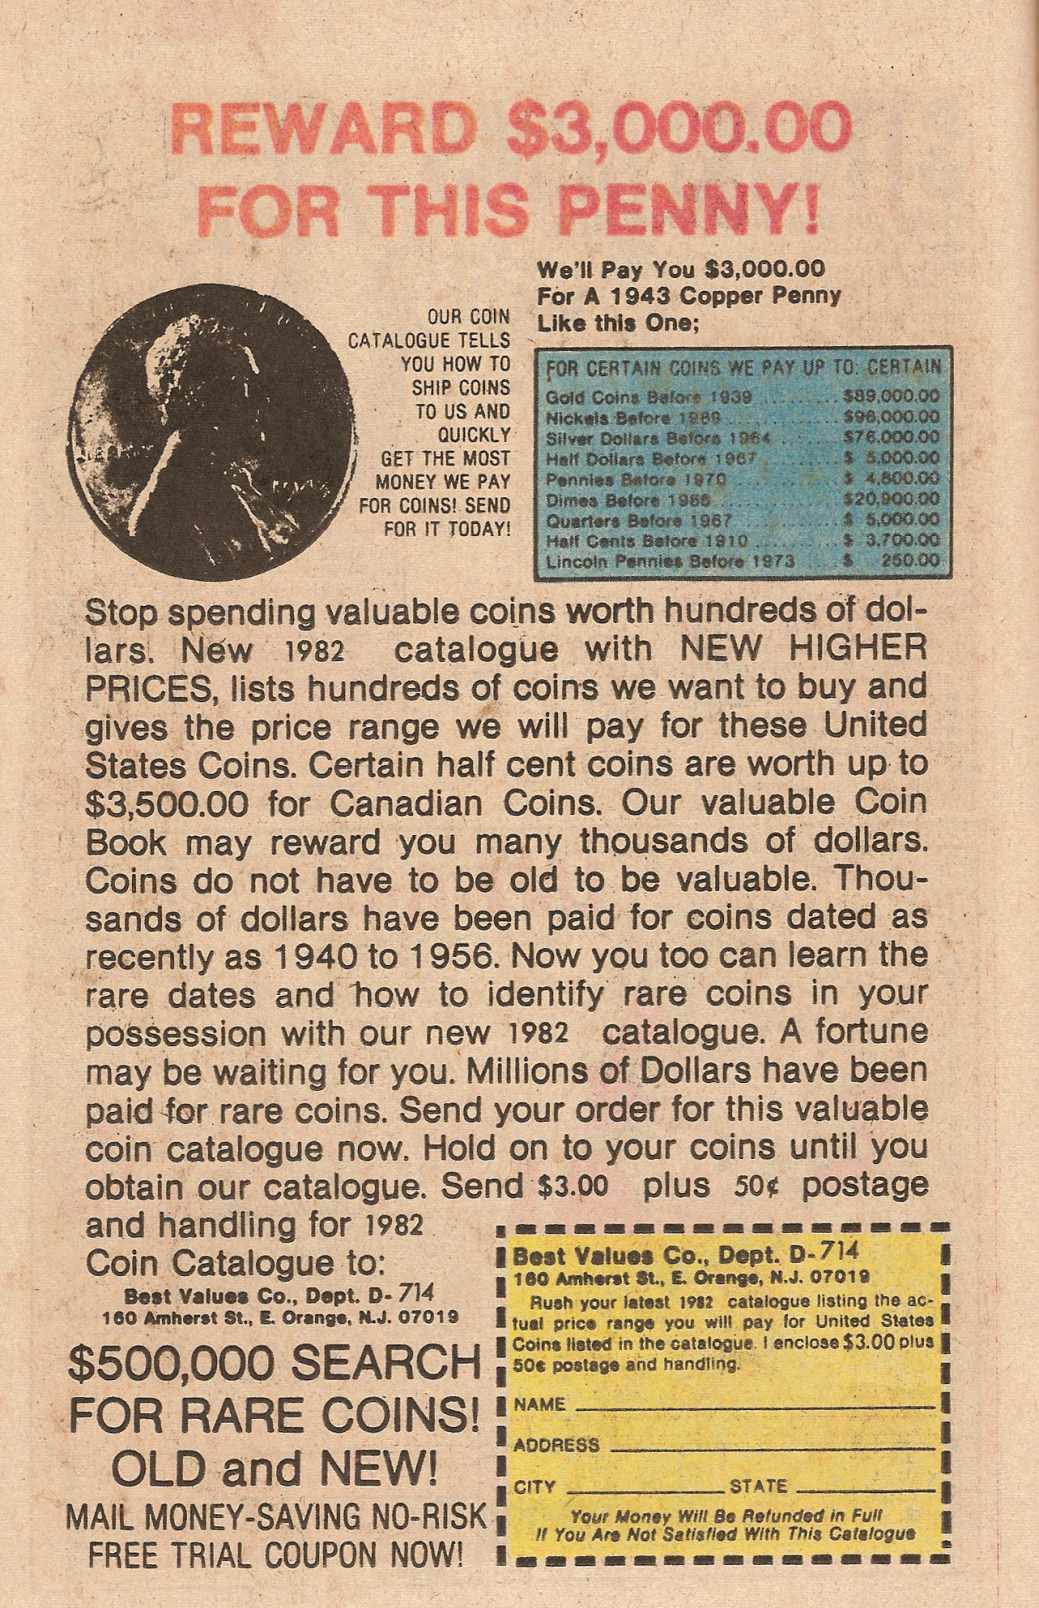 REWARD $3,000.00
FOR THIS PENNY!
We'll Pay You $3,000.00
For A 1943 Copper Penny
Like this One;
OUR COIN
CATALOGUE TELLS
YOU HOW TO
SHIP COINS
TO US AND
QUICKLY
GET THE MOST
MONEY WE PAY
FOR COINS! SEND
FOR IT TODAY!
FOR CERTAIN COINS WE PAY UP TO: CERTAIN
Gold Coins Before 1939 .......... $89,000.00
Nickels Before 1969 .......... $96,000.00
Silver Dollars Before 1964 .......... $76,000.00
Half Dollars Before 1967 .......... $ 5,000.00
Pennies Before 1970 .......... $ 4,800.00
Dimes Before .......... $20,900.00
Quarters Before 1967 .......... $ 5,000.00
Half Cents Before 1910 .......... $ 3,700.00
Lincoln Pennies Before 1973 .... $ 250.00
Stop spending valuable coins worth hundreds of dol-
lars. New 1982 catalogue with NEW HIGHER
PRICES, lists hundreds of coins we want to buy and
gives the price range we will pay for these United
States Coins. Certain half cent coins are worth up to
$3,500.00 for Canadian Coins. Our valuable Coin
Book may reward you many thousands of dollars.
Coins do not have to be old to be valuable. Thou-
sands of dollars have been paid for coins dated as
recently as 1940 to 1956. Now you too can learn the
rare dates and how to identify rare coins in your
possession with our new 1982 catalogue. A fortune
may be waiting for you. Millions of Dollars have been
paid for rare coins. Send your order for this valuable
coin catalogue now. Hold on to your coins until you
obtain our catalogue. Send $3.00 plus 50¢ postage
and handling for 1982
Coin Catalogue to:
Best Values Co., Dept. D-714
160 Amherst St., E. Orange, N.J. 07019
$500,000 SEARCH
FOR RARE COINS!
OLD and NEW!
MAIL MONEY-SAVING NO-RISK
FREE TRIAL COUPON NOW!
Best Values Co., Dept. D-714
160 Amherst St., E. Orange, N.J. 07019
Rush your latest 1982 catalogue listing the ac-
tual price range you will pay for United States
Coins listed in the catalogue. I enclose $3.00 plus
50¢ postage and handling.
NAME
ADDRESS
CITY STATE
Your Money Will Be Refunded in Full
If You Are Not Satisfied With This Catalogue